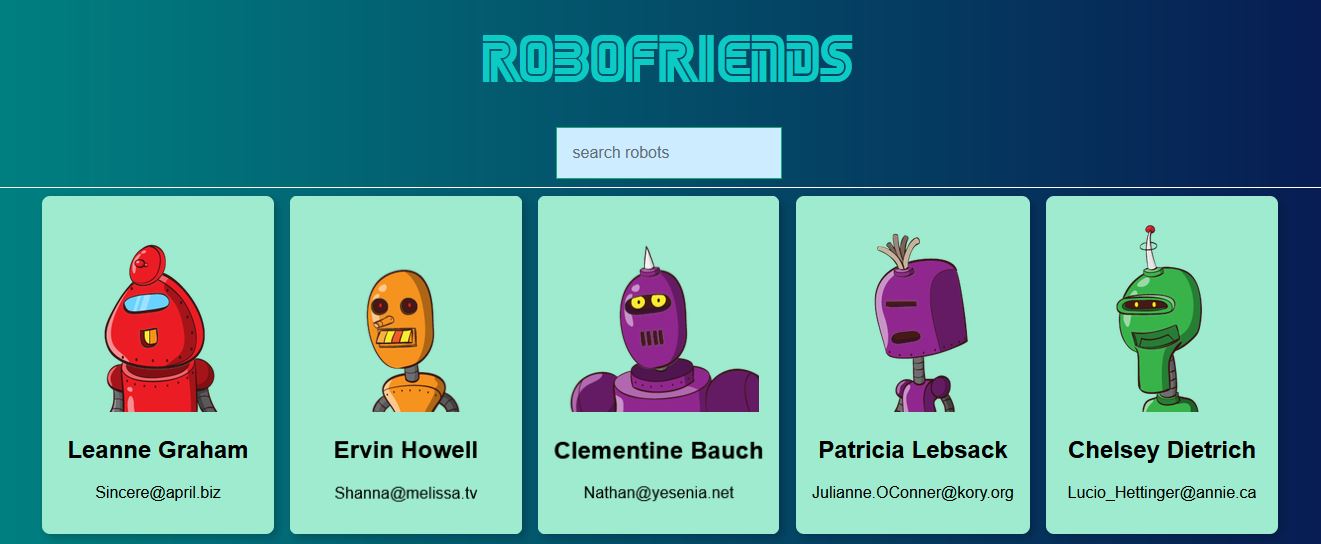 ROBOFRIENDS
search robots
Leanne Graham
Sincere@april.biz
Ervin Howell
Shanna@melissa.tv
Clementine Bauch
Nathan@yesenia.net
Patricia Lebsack
Julianne.OConner@kory.org
Chelsey Dietrich
Lucio_Hettinger@annie.ca